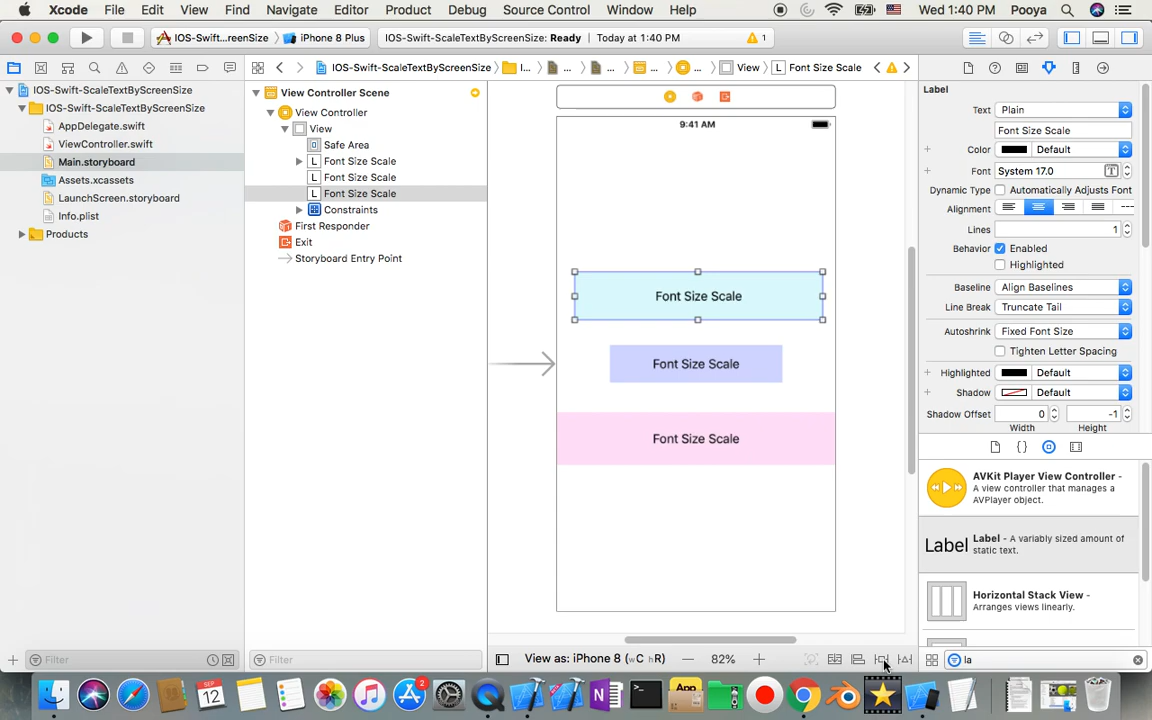 Xcode File Edit View Find Navigate Editor Product Debug Source Control Window Help Wed 1:40 PM Pooya
IOS-Swift...reenSize iPhone 8 Plus IOS-Swift-ScaleTextByScreenSize: Ready Today at 1:40 PM 1
IOS-Swift-ScaleTextByScreenSize I... ... ... ... ... View L Font Size Scale
IOS-Swift-ScaleTextByScreenSize
IOS-Swift-ScaleTextByScreenSize
AppDelegate.swift
ViewController.swift
Main.storyboard
Assets.xcassets
LaunchScreen.storyboard
Info.plist
Products
Filter
View Controller Scene
View Controller
View
Safe Area
L Font Size Scale
L Font Size Scale
L Font Size Scale
Constraints
First Responder
Exit
Storyboard Entry Point
Filter
9:41 AM
Font Size Scale
Font Size Scale
Font Size Scale
View as: iPhone 8 (wC hR) 82%
Label
Text Plain
Font Size Scale
Color Default
Font System 17.0 T
Dynamic Type Automatically Adjusts Font
Alignment
Lines 1
Behavior Enabled
Highlighted
Baseline Align Baselines
Line Break Truncate Tail
Autoshrink Fixed Font Size
Tighten Letter Spacing
Highlighted Default
Shadow Default
Shadow Offset 0 -1
Width Height
AVKit Player View Controller -
A view controller that manages a
AVPlayer object.
Label Label - A variably sized amount of
static text.
Horizontal Stack View -
Arranges views linearly.
la
SEP
12
2
App